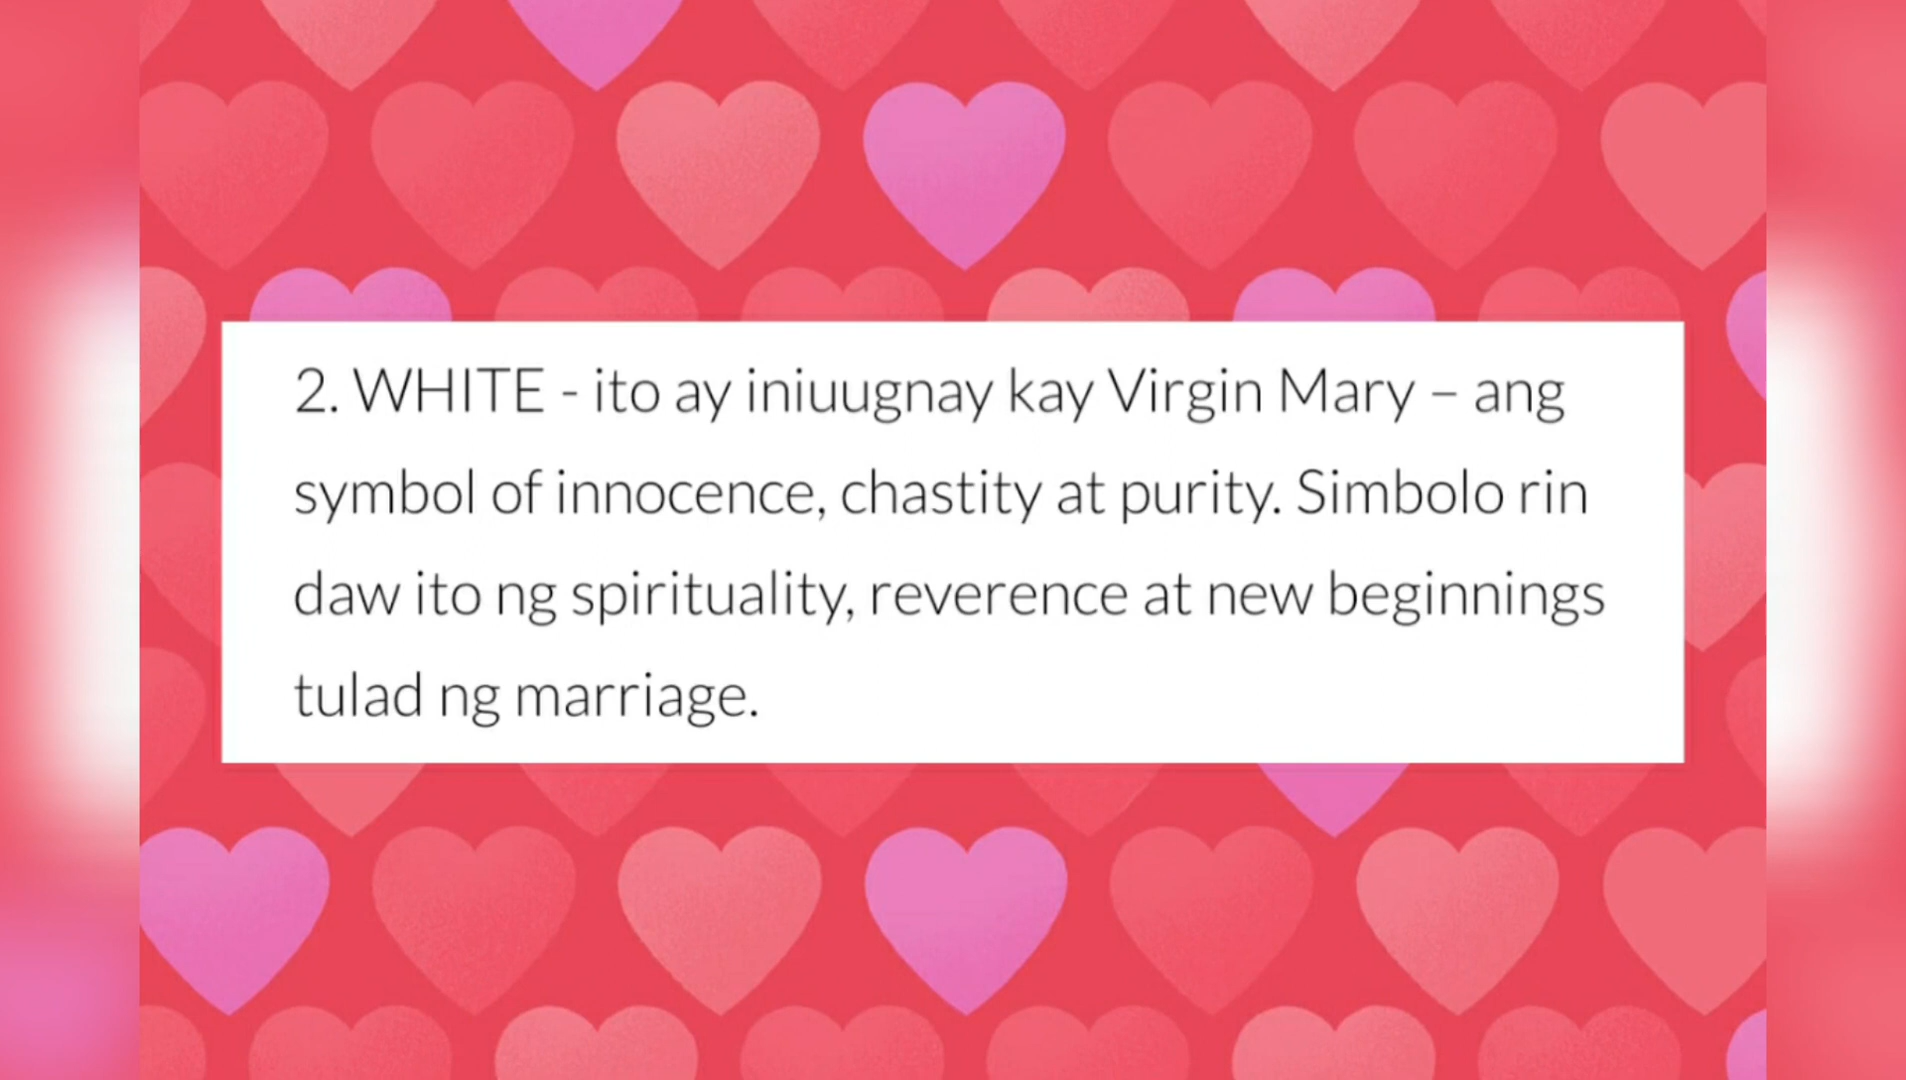 2. WHITE - ito ay iniuugnay kay Virgin Mary – ang
symbol of innocence, chastity at purity. Simbolo rin
daw ito ng spirituality, reverence at new beginnings
tulad ng marriage.